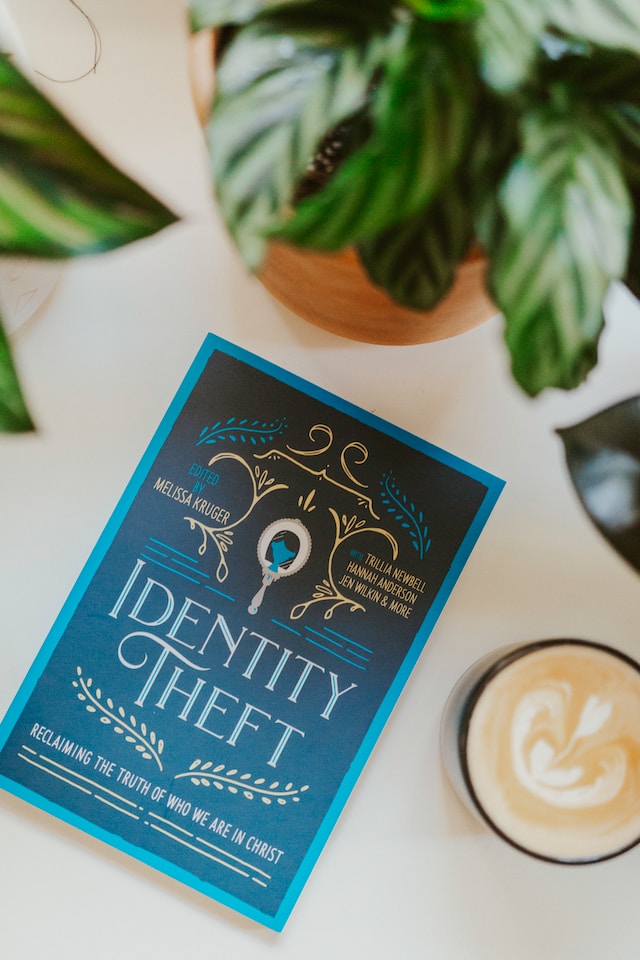 EDITED
BY
MELISSA KRUGER
WITH TRILLIA NEWBELL
HANNAH ANDERSON
JEN WILKIN & MORE
IDENTITY
THEFT
RECLAIMING THE TRUTH OF WHO WE ARE IN CHRIST